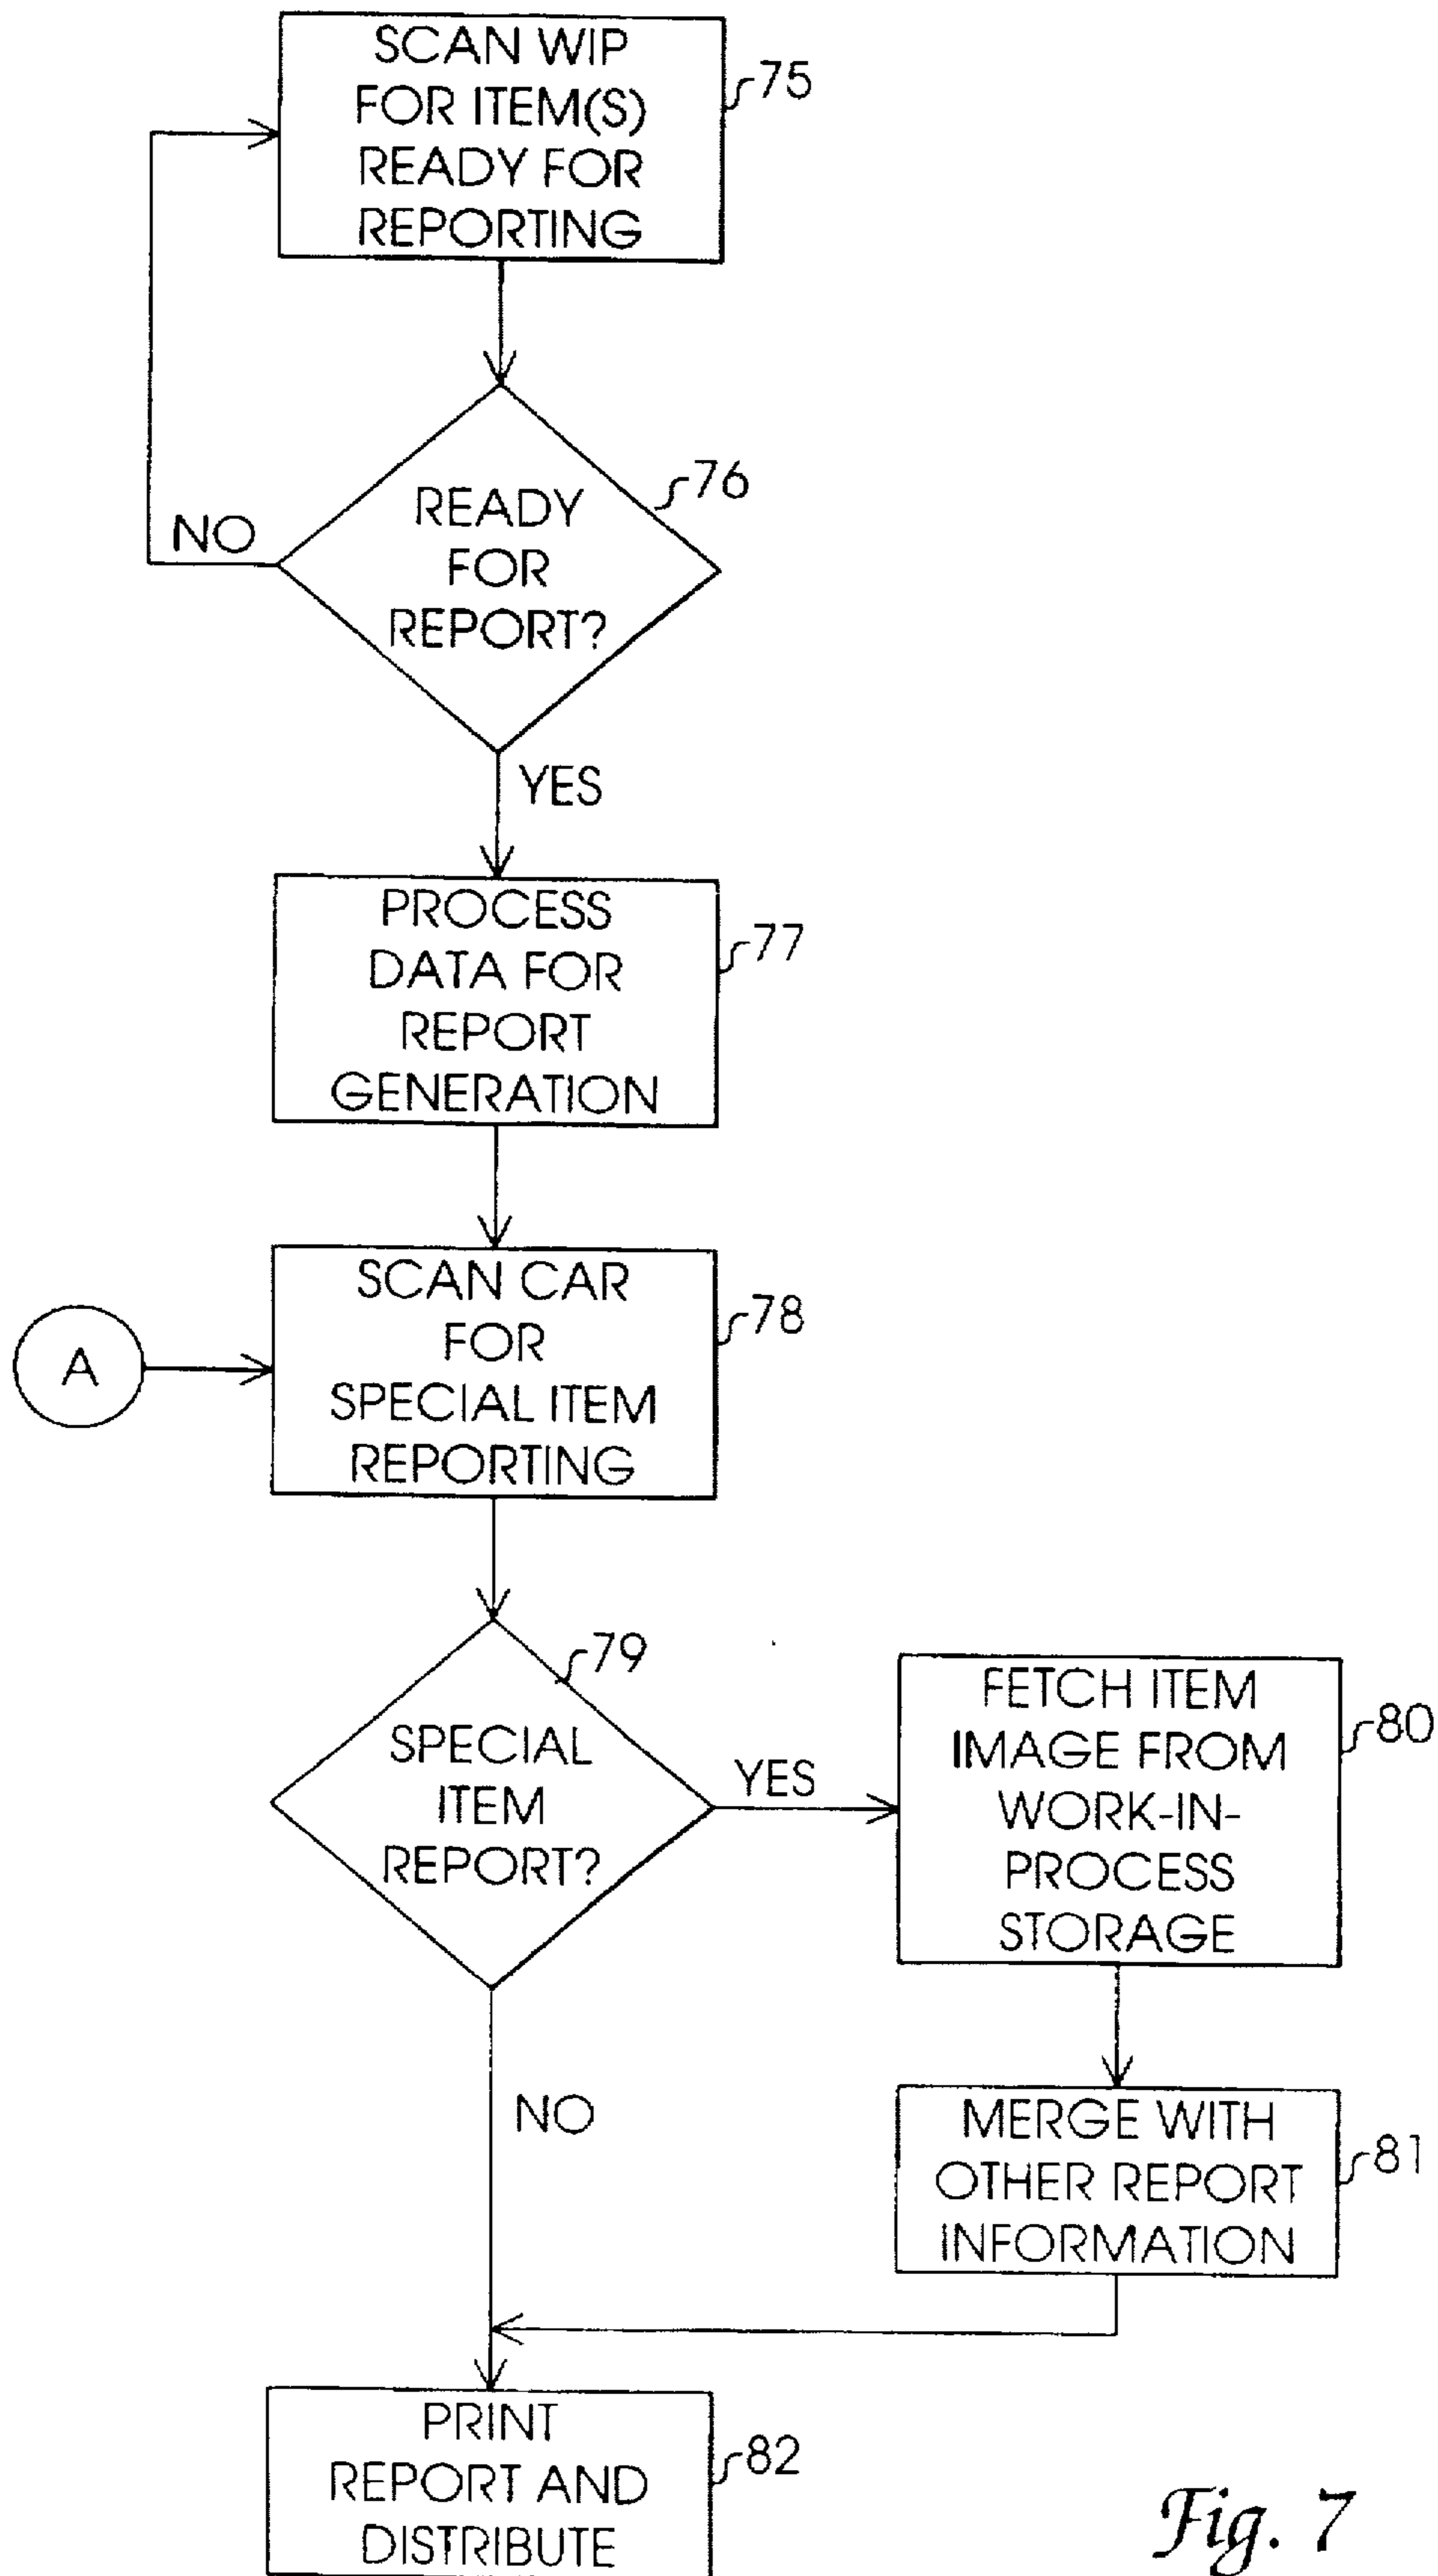 SCAN WIP
FOR ITEM(S)
READY FOR
REPORTING
75
READY
FOR
REPORT?
76
NO
YES
PROCESS
DATA FOR
REPORT
GENERATION
77
A
SCAN CAR
FOR
SPECIAL ITEM
REPORTING
78
SPECIAL
ITEM
REPORT?
79
YES
FETCH ITEM
IMAGE FROM
WORK-IN-
PROCESS
STORAGE
80
NO
MERGE WITH
OTHER REPORT
INFORMATION
81
PRINT
REPORT AND
DISTRIBUTE
82
Fig. 7